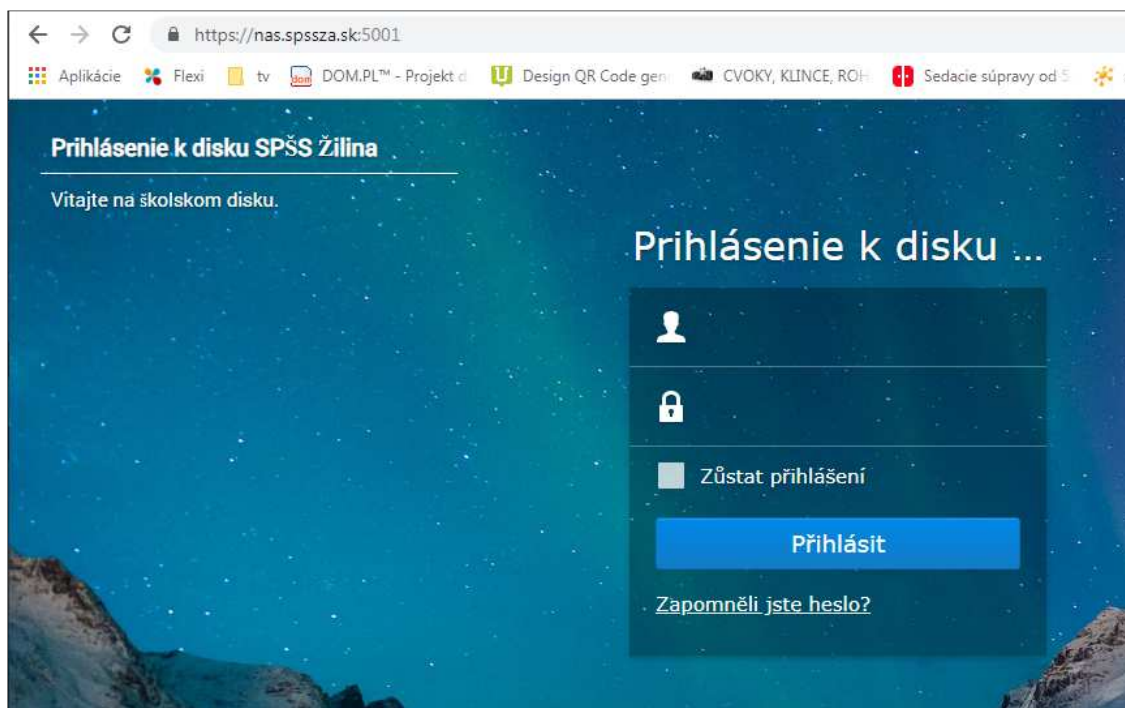 https://nas.spssza.sk:5001
Aplikácie Flexi tv DOM.PL™ - Projekt d Design QR Code gen CVOKY, KLINCE, ROH Sedacie súpravy od 5
Prihlásenie k disku SPŠS Žilina
Vitajte na školskom disku.
Prihlásenie k disku ...
Zůstat přihlášení
Přihlásit
Zapomněli jste heslo?